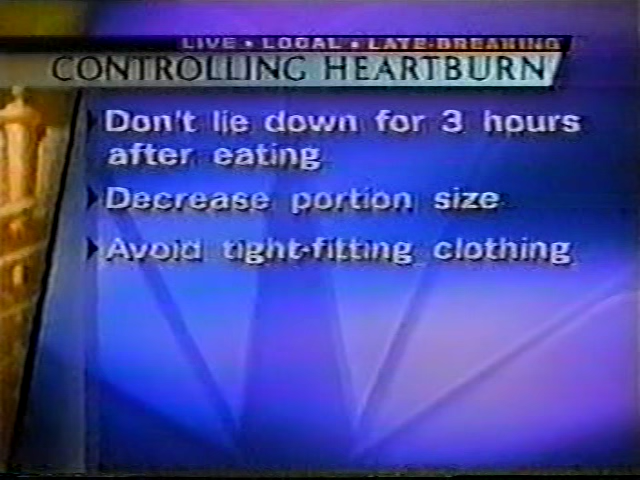 LIVE • LOCAL • LATE-BREAKING
CONTROLLING HEARTBURN
Don't lie down for 3 hours
after eating
Decrease portion size
Avoid tight-fitting clothing